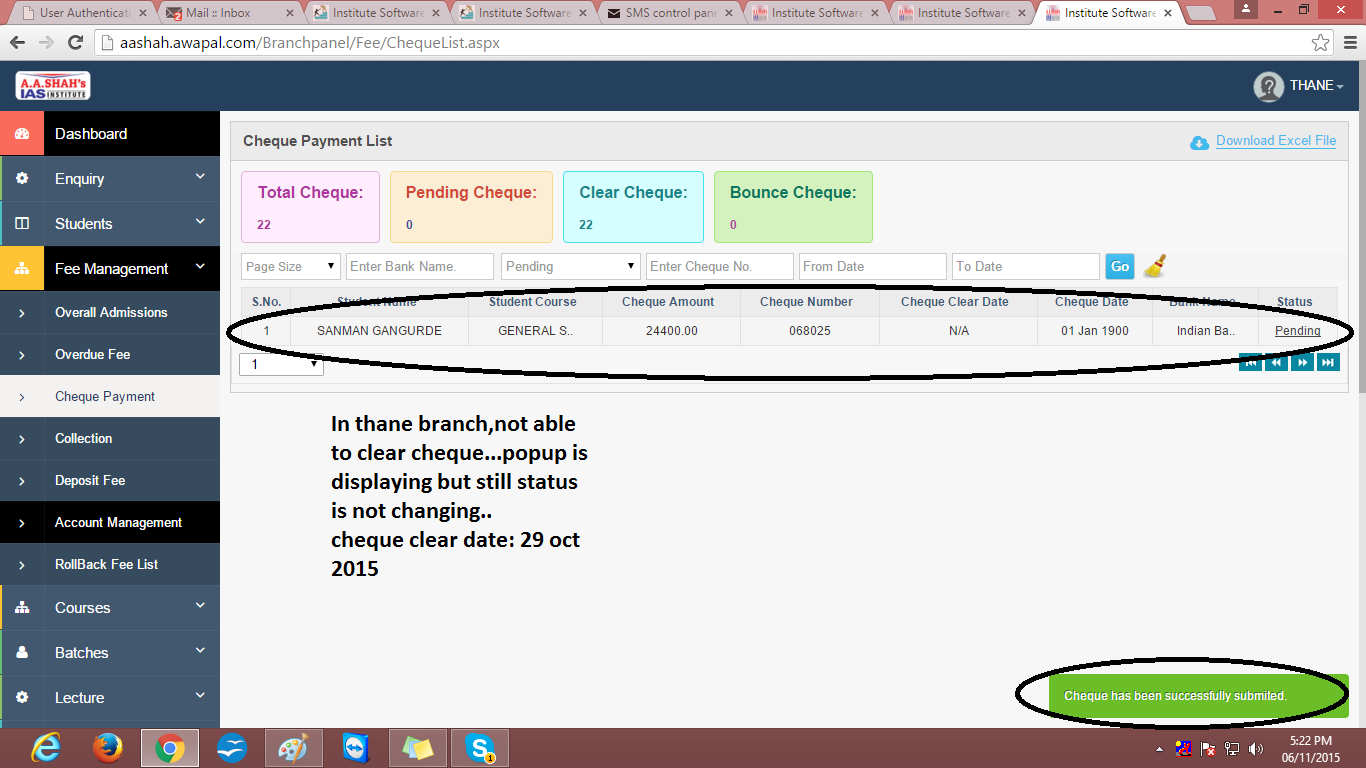 User Authenticati
Mail :: Inbox
Institute Software
Institute Software
SMS control pane
Institute Software
Institute Software
Institute Software
aashah.awapal.com/Branchpanel/Fee/ChequeList.aspx
A.A.SHAH's
IAS INSTITUTE
THANE
Dashboard
Enquiry
Students
Fee Management
Overall Admissions
Overdue Fee
Cheque Payment
Collection
Deposit Fee
Account Management
RollBack Fee List
Courses
Batches
Lecture
Cheque Payment List
Download Excel File
Total Cheque:
22
Pending Cheque:
0
Clear Cheque:
22
Bounce Cheque:
0
Page Size
Enter Bank Name.
Pending
Enter Cheque No.
From Date
To Date
Go
S.No. Student Name Student Course Cheque Amount Cheque Number Cheque Clear Date Cheque Date Bank Name Status
1 SANMAN GANGURDE GENERAL S.. 24400.00 068025 N/A 01 Jan 1900 Indian Ba.. Pending
1
In thane branch,not able
to clear cheque...popup is
displaying but still status
is not changing..
cheque clear date: 29 oct
2015
Cheque has been successfully submited.
2
1
5:22 PM
06/11/2015